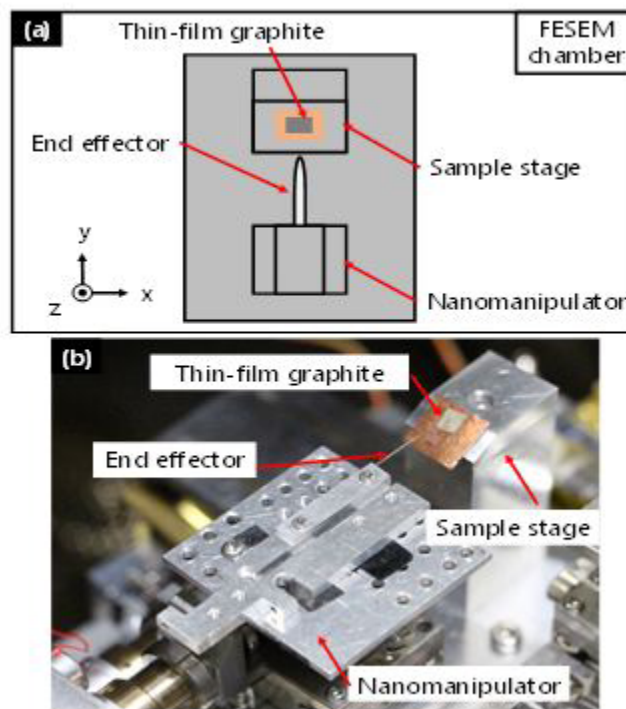 (a)
Thin-film graphite
FESEM
chamber
End effector
Sample stage
y
z
x
Nanomanipulator
(b)
Thin-film graphite
End effector
Sample stage
Nanomanipulator